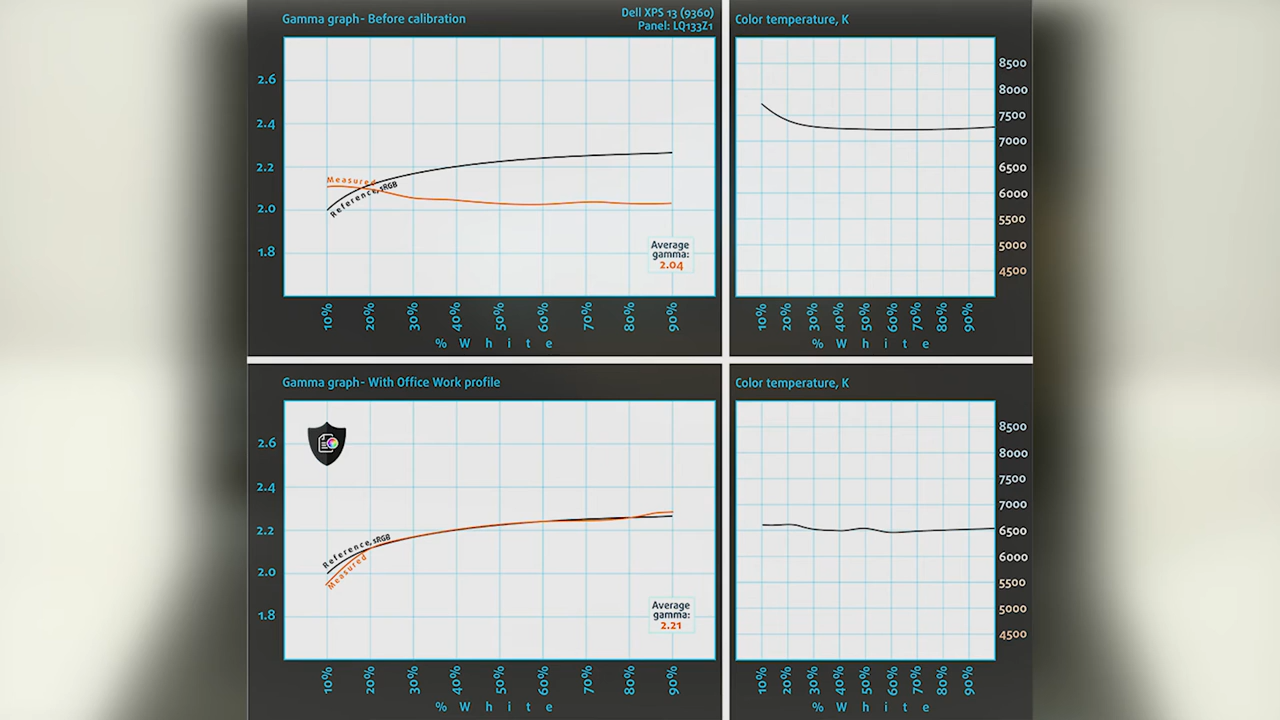 Gamma graph- Before calibration
Dell XPS 13 (9360)
Panel: LQ133Z1
2.6
2.4
2.2
2.0
1.8
Measured
Reference, sRGB
Average
gamma:
2.04
10% 20% 30% 40% 50% 60% 70% 80% 90%
% White
Color temperature, K
8500
8000
7500
7000
6500
6000
5500
5000
4500
10% 20% 30% 40% 50% 60% 70% 80% 90%
% White
Gamma graph- With Office Work profile
2.6
2.4
2.2
2.0
1.8
Reference, sRGB
Measured
Average
gamma:
2.21
10% 20% 30% 40% 50% 60% 70% 80% 90%
% White
Color temperature, K
8500
8000
7500
7000
6500
6000
5500
5000
4500
10% 20% 30% 40% 50% 60% 70% 80% 90%
% White